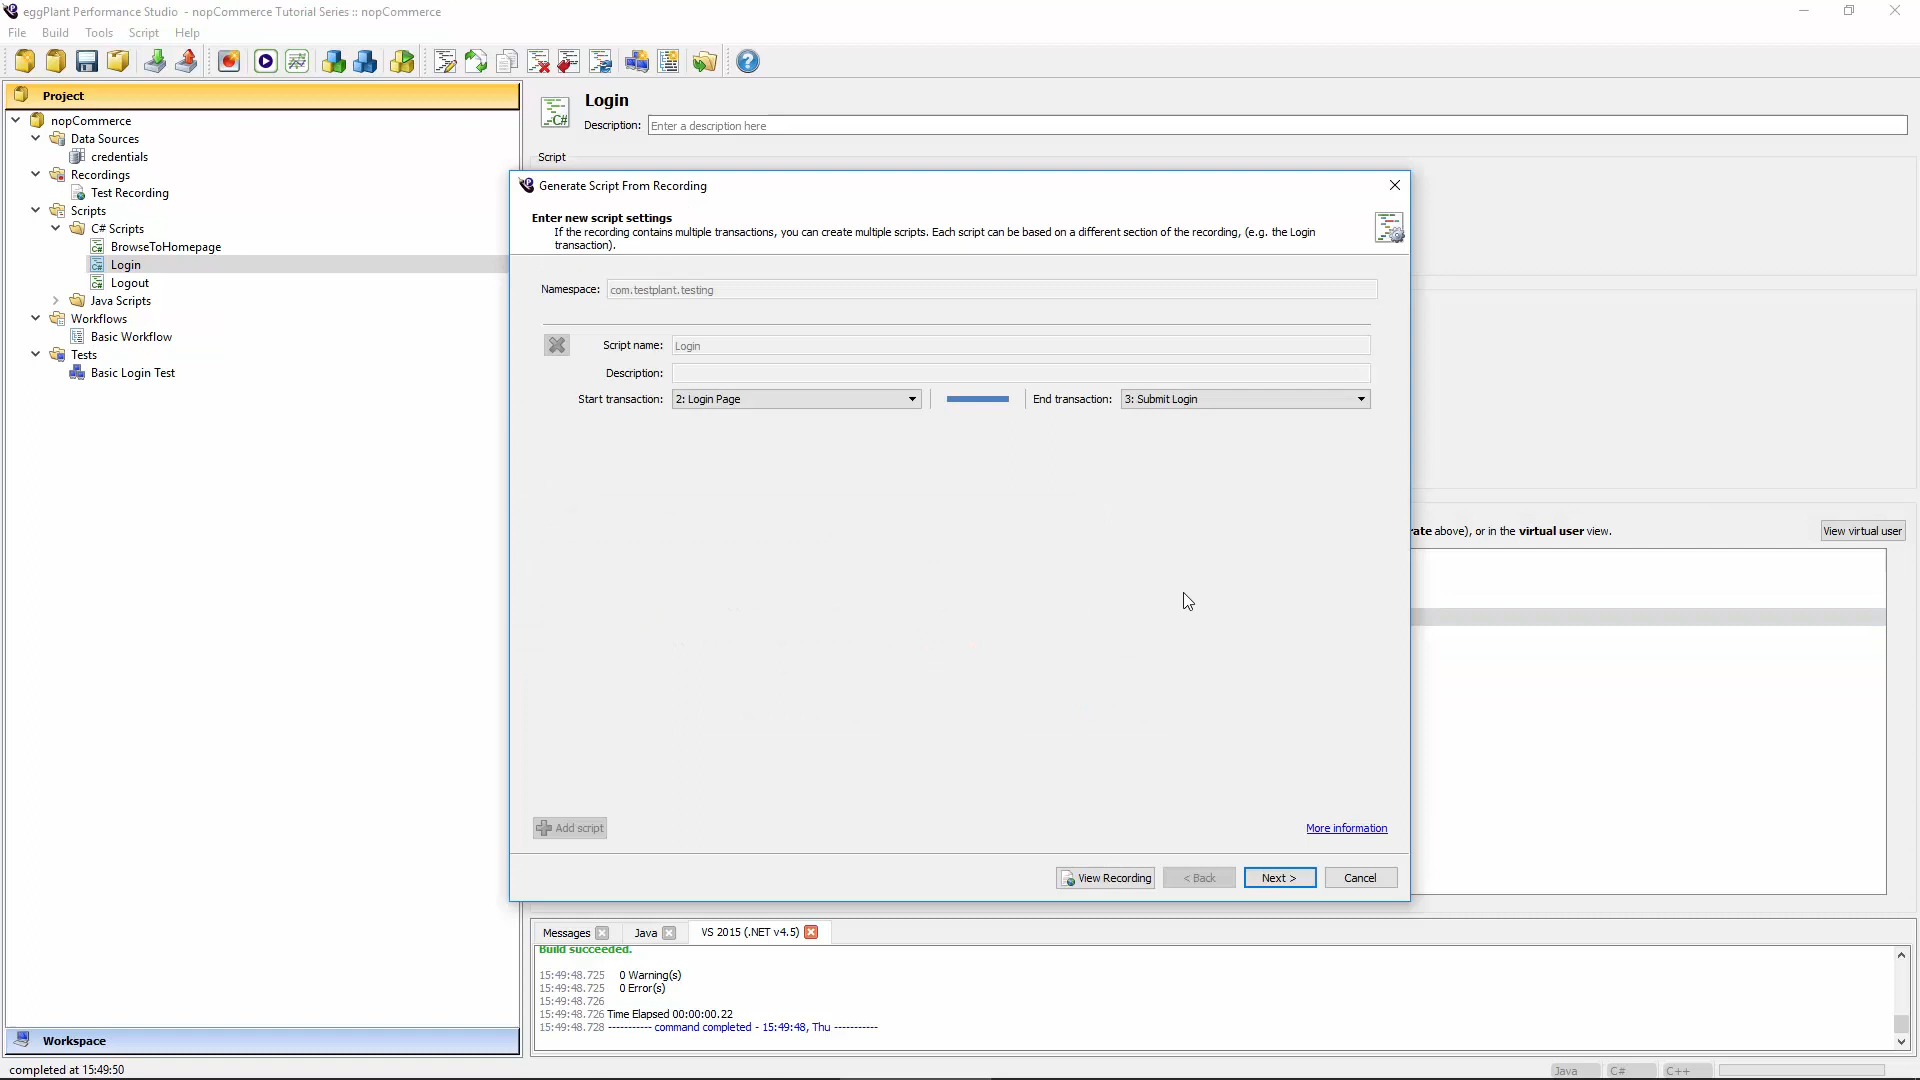 eggPlant Performance Studio - nopCommerce Tutorial Series :: nopCommerce
File Build Tools Script Help
Project
nopCommerce
Data Sources
credentials
Recordings
Test Recording
Scripts
C# Scripts
BrowseToHomepage
Login
Logout
Java Scripts
Workflows
Basic Workflow
Tests
Basic Login Test
Workspace
completed at 15:49:50
Login
Description: Enter a description here
Script
Generate Script From Recording
Enter new script settings
If the recording contains multiple transactions, you can create multiple scripts. Each script can be based on a different section of the recording, (e.g. the Login
transaction).
Namespace: com.testplant.testing
Script name: Login
Description:
Start transaction: 2: Login Page End transaction: 3: Submit Login
Add script
More information
View Recording < Back Next > Cancel
rate above), or in the virtual user view.
View virtual user
Messages Java VS 2015 (.NET v4.5)
Build succeeded.
15:49:48.725 0 Warning(s)
15:49:48.725 0 Error(s)
15:49:48.726
15:49:48.726 Time Elapsed 00:00:00.22
15:49:48.728 ----------- command completed - 15:49:48, Thu -----------
Java C# C++